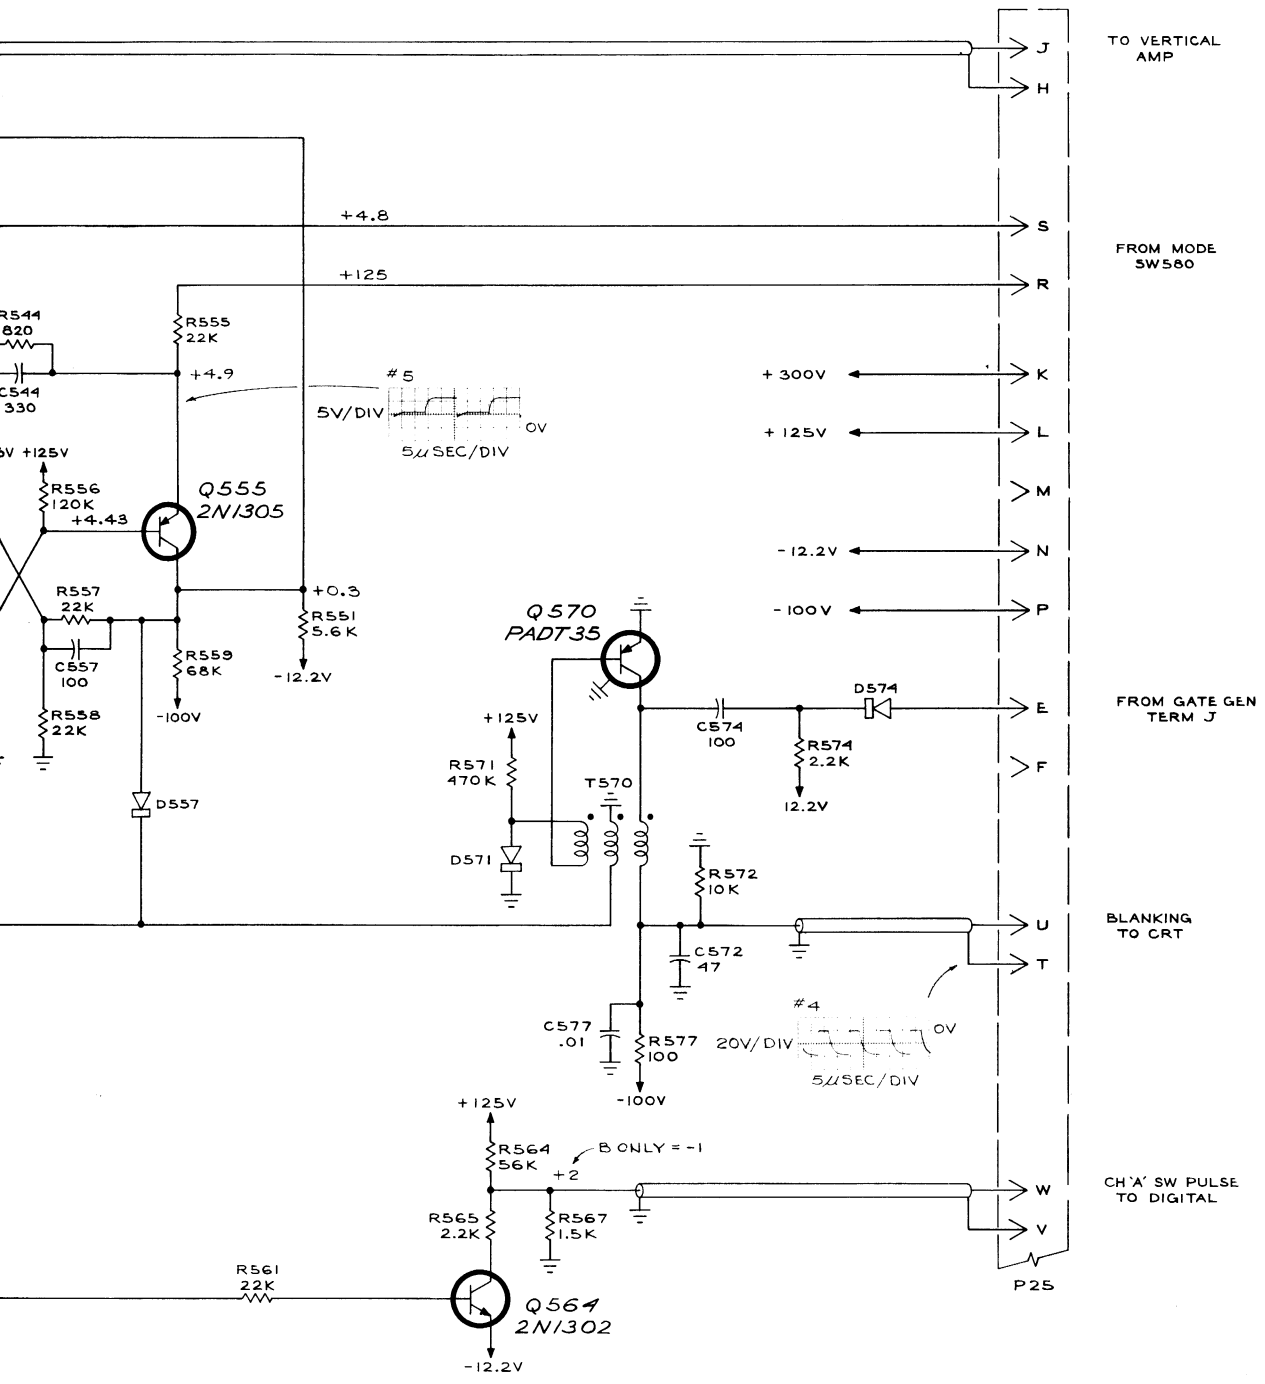 J
TO VERTICAL
AMP
H
+4.8
S
FROM MODE
SW580
+125
R
R544
820
R555
22K
+4.9
C544
330
#5
5V/DIV
0V
5μSEC/DIV
+300V
K
+125V
L
V +125V
R556
120K
+4.43
Q555
2N1305
M
-12.2V
N
R557
22K
+0.3
R551
5.6K
-12.2V
Q570
PADT35
-100V
P
C557
100
R559
68K
-100V
R558
22K
D574
E
FROM GATE GEN
TERM J
C574
100
R574
2.2K
12.2V
+125V
R571
470K
T570
F
D557
D571
R572
10K
U
BLANKING
TO CRT
C572
47
T
#4
20V/DIV
0V
5μSEC/DIV
C577
.01
R577
100
-100V
+125V
R564
56K
B ONLY = -1
+2
W
CH 'A' SW PULSE
TO DIGITAL
R565
2.2K
R567
1.5K
V
P25
R561
22K
Q564
2N1302
-12.2V